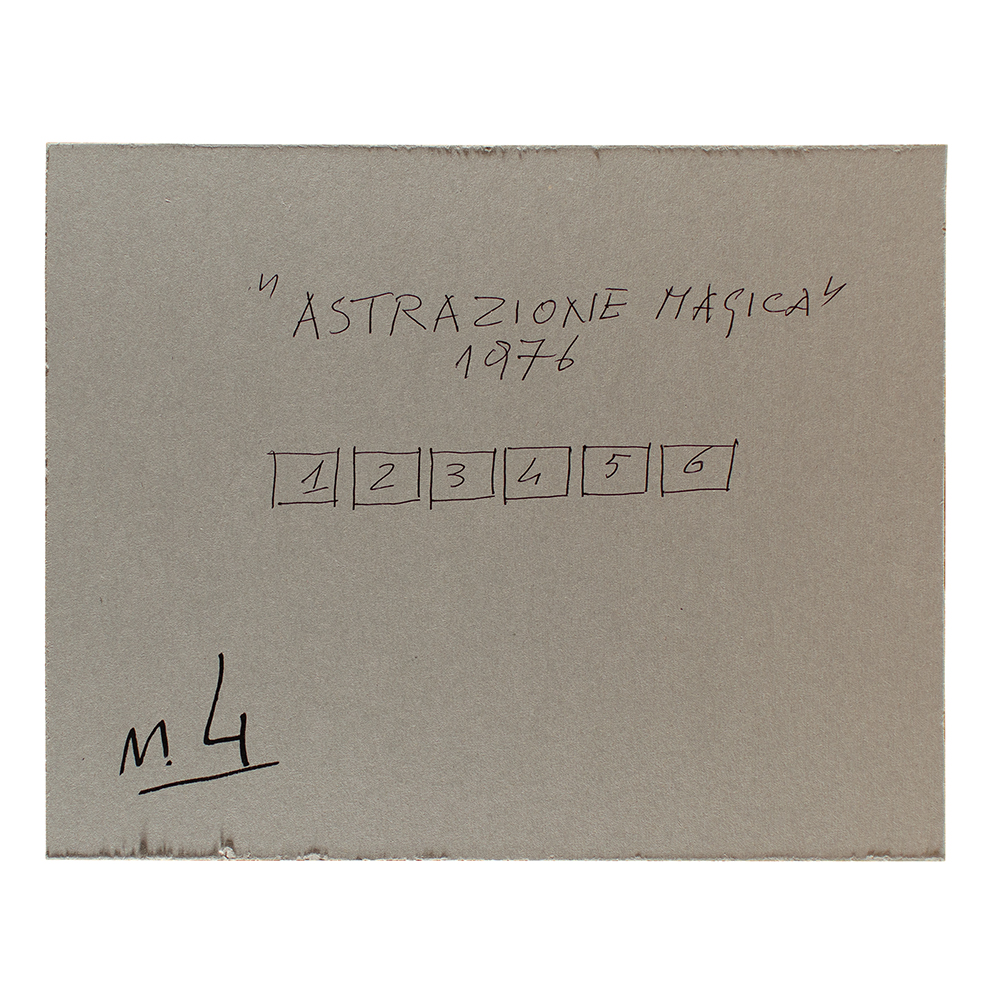 "ASTRAZIONE MAGICA"
1976
1 2 3 4 5 6
n. 4